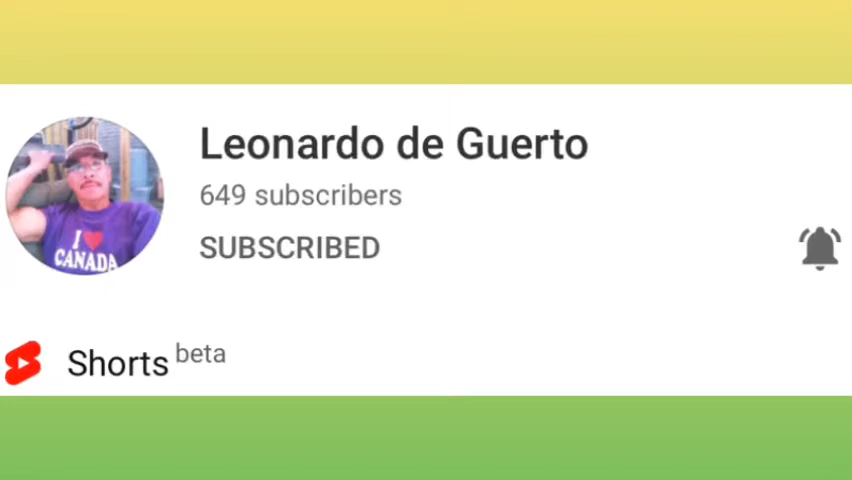 Leonardo de Guerto
649 subscribers
SUBSCRIBED
I ❤ CANADA
Shorts beta